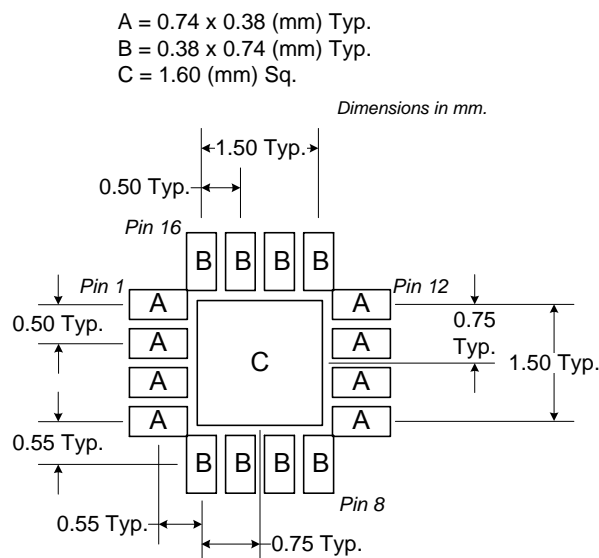 A = 0.74 x 0.38 (mm) Typ.
B = 0.38 x 0.74 (mm) Typ.
C = 1.60 (mm) Sq.
Dimensions in mm.
1.50 Typ.
0.50 Typ.
Pin 16
B B B B
Pin 1
Pin 12
A
A
0.50 Typ.
0.75
Typ.
A
A
C
1.50 Typ.
A
A
A
A
0.55 Typ.
B B B B
Pin 8
0.55 Typ.
0.75 Typ.